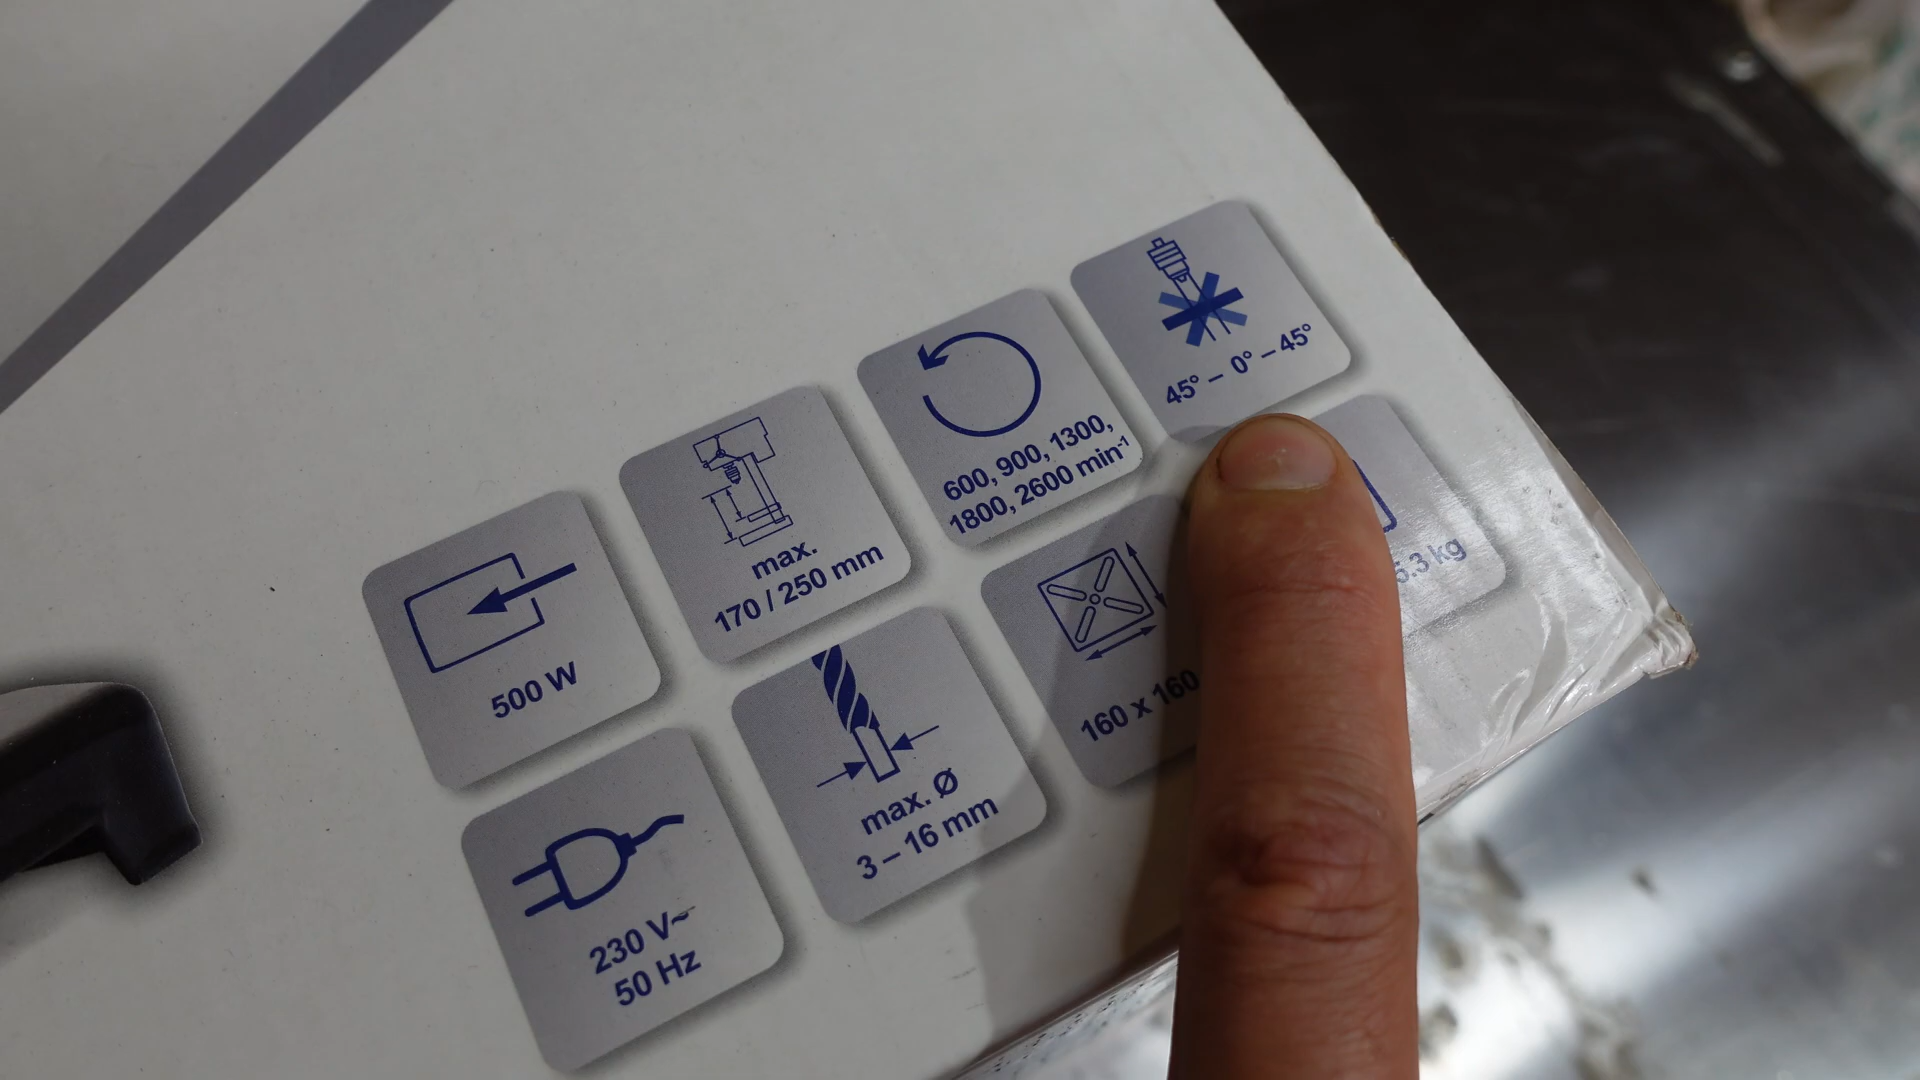 500 W
max.
170 / 250 mm
600, 900, 1300,
1800, 2600 min⁻¹
45° – 0° – 45°
230 V~
50 Hz
max. Ø
3 – 16 mm
160 x 160
kg